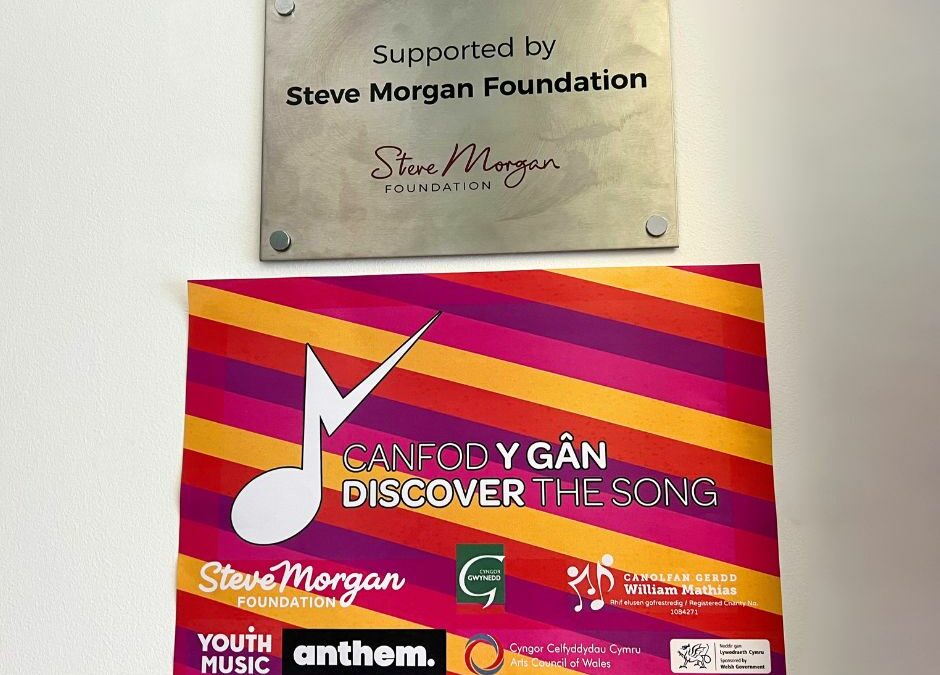 Supported by
Steve Morgan Foundation
Steve Morgan
FOUNDATION
CANFOD Y GÂN
DISCOVER THE SONG
Steve Morgan
FOUNDATION
CYNGOR
GWYNEDD
CANOLFAN GERDD
William Mathias
Rhif elusen gofrestredig / Registered Charity No.
1084271
YOUTH
MUSIC
anthem.
Cyngor Celfyddydau Cymru
Arts Council of Wales
Noddir gan
Lywodraeth Cymru
Sponsored by
Welsh Government